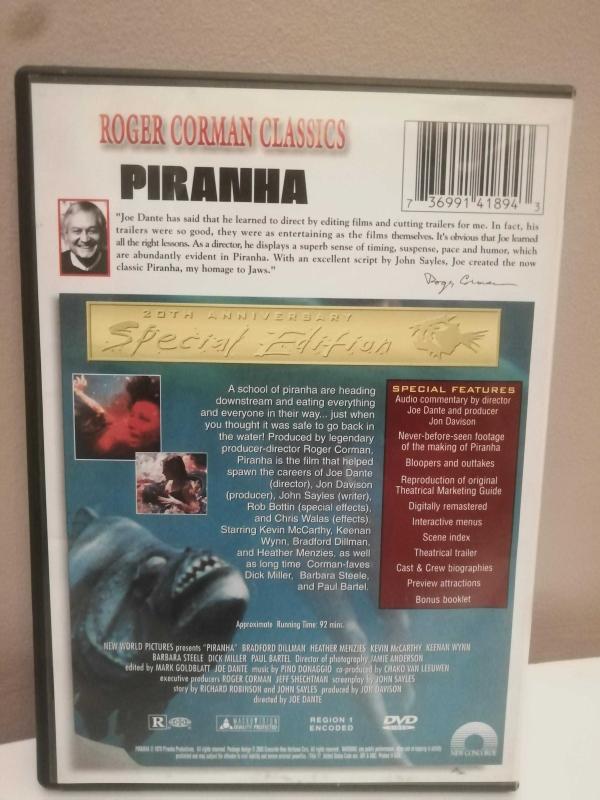 ROGER CORMAN CLASSICS
PIRANHA
7 36991 41894 3
"Joe Dante has said that he learned to direct by editing films and cutting trailers for me. In fact, his
trailers were so good, they were as entertaining as the films themselves. It's obvious that Joe learned
all the right lessons. As a director, he displays a superb sense of timing, suspense, pace and humor, which
are abundantly evident in Piranha. With an excellent script by John Sayles, Joe created the now
classic Piranha, my homage to Jaws."
Roger Corman
20TH ANNIVERSARY
Special Edition
A school of piranha are heading
downstream and eating everything
and everyone in their way... just when
you thought it was safe to go back in
the water! Produced by legendary
producer-director Roger Corman,
Piranha is the film that helped
spawn the careers of Joe Dante
(director), Jon Davison
(producer), John Sayles (writer),
Rob Bottin (special effects),
and Chris Walas (effects).
Starring Kevin McCarthy, Keenan
Wynn, Bradford Dillman,
and Heather Menzies, as well
as long time Corman-faves
Dick Miller, Barbara Steele,
and Paul Bartel.
SPECIAL FEATURES
Audio commentary by director
Joe Dante and producer
Jon Davison
Never-before-seen footage
of the making of Piranha
Bloopers and outtakes
Reproduction of original
Theatrical Marketing Guide
Digitally remastered
Interactive menus
Scene index
Theatrical trailer
Cast & Crew biographies
Preview attractions
Bonus booklet
Approximate Running Time: 92 mins.
NEW WORLD PICTURES presents "PIRANHA" BRADFORD DILLMAN HEATHER MENZIES KEVIN McCARTHY KEENAN WYNN
BARBARA STEELE DICK MILLER PAUL BARTEL Director of photography JAMIE ANDERSON
edited by MARK GOLDBLATT JOE DANTE music by PINO DONAGGIO co-produced by CHAKO VAN LEEUWEN
executive producers ROGER CORMAN JEFF SHECHTMAN screenplay by JOHN SAYLES
story by RICHARD ROBINSON and JOHN SAYLES produced by JON DAVISON
directed by JOE DANTE
R
MACROVISION
QUALITY PROTECTED
REGION 1
ENCODED
DVD
VIDEO
NEW CONCORDE